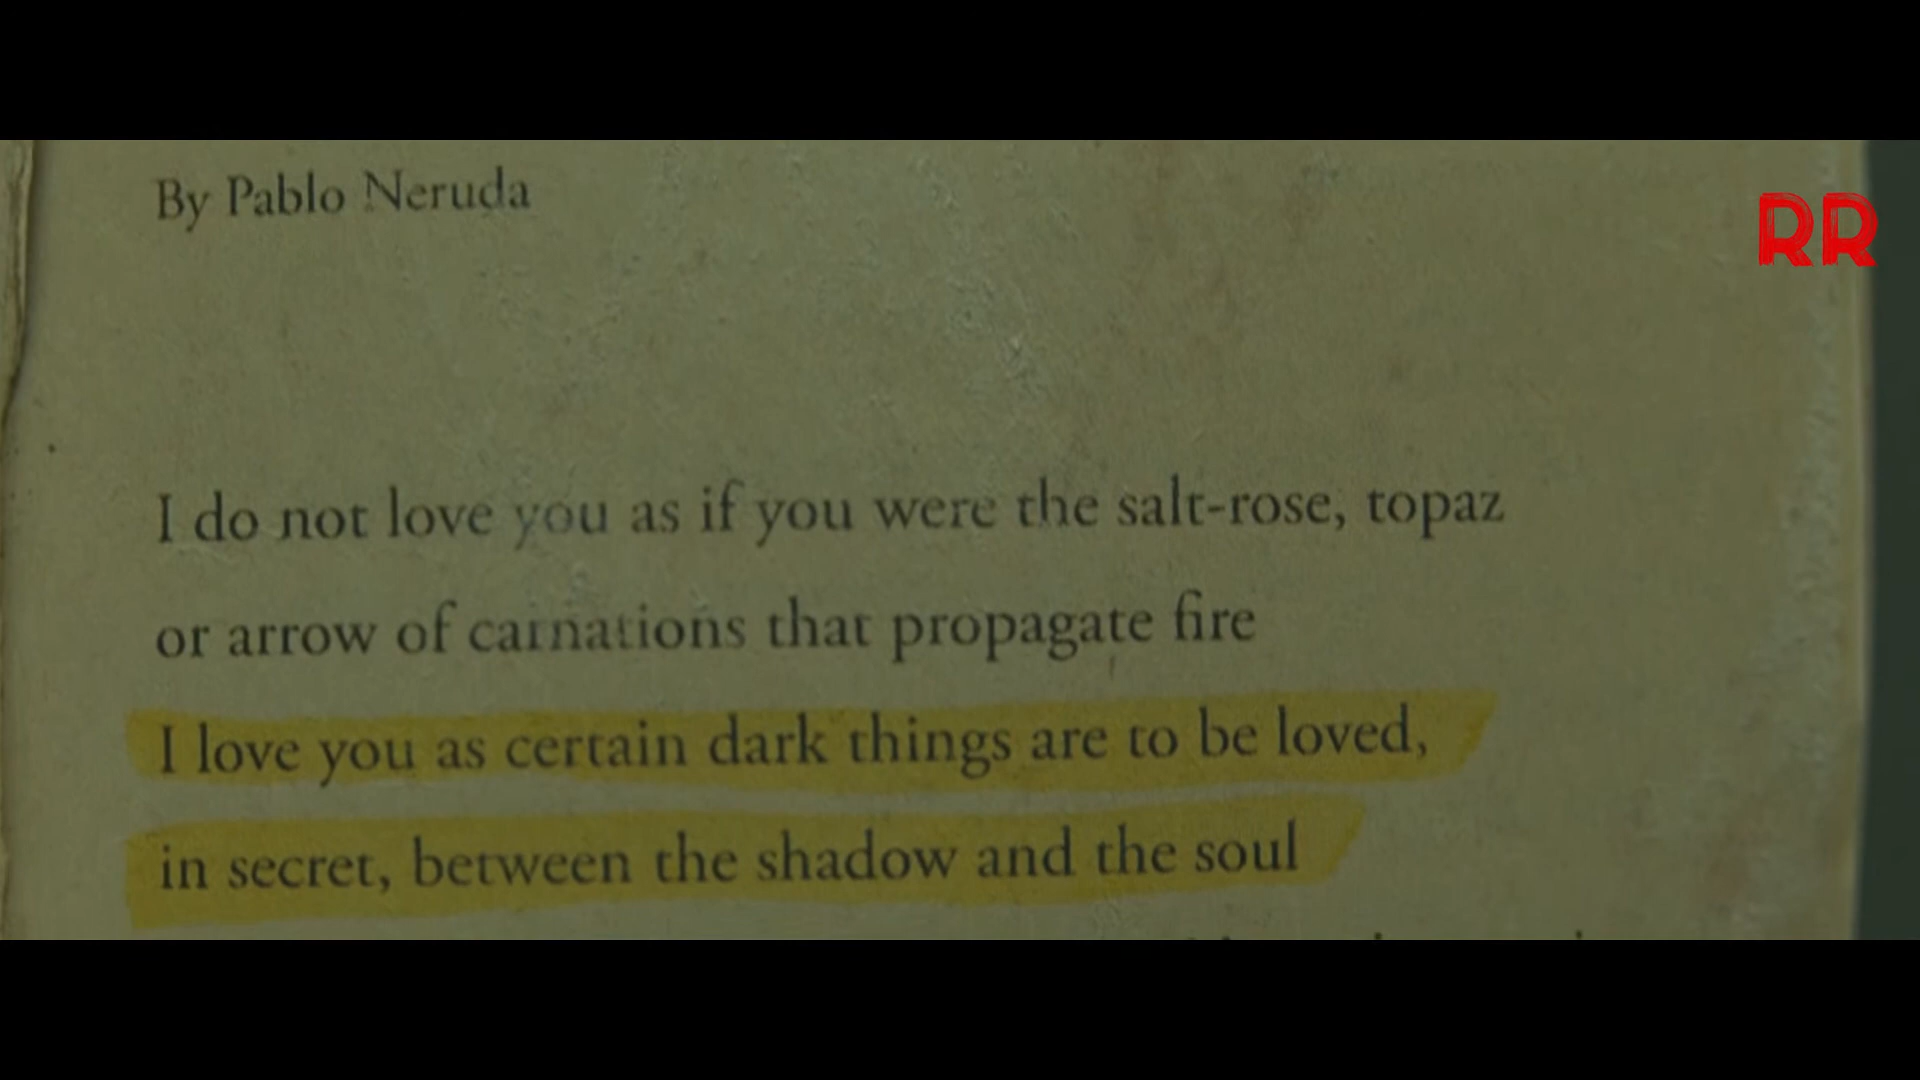 By Pablo Neruda
RR
I do not love you as if you were the salt-rose, topaz
or arrow of carnations that propagate fire
I love you as certain dark things are to be loved,
in secret, between the shadow and the soul